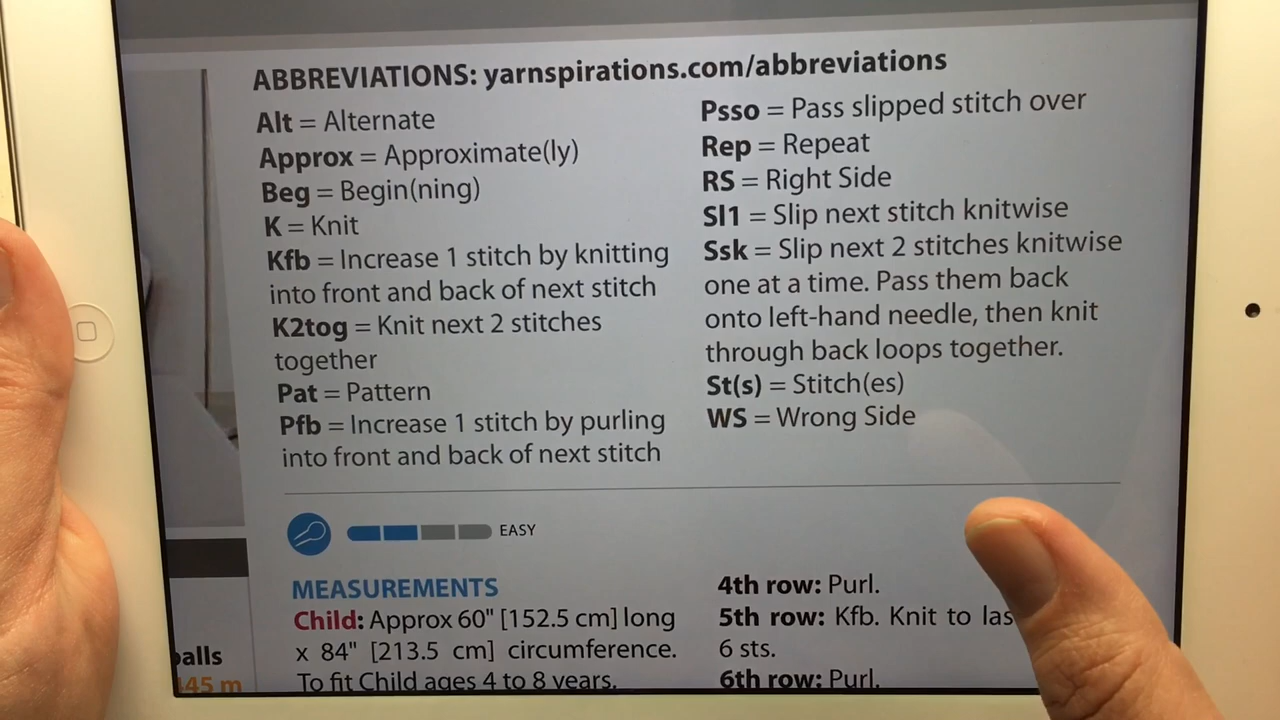 ABBREVIATIONS: yarnspirations.com/abbreviations
Alt = Alternate
Approx = Approximate(ly)
Beg = Begin(ning)
K = Knit
Kfb = Increase 1 stitch by knitting
into front and back of next stitch
K2tog = Knit next 2 stitches
together
Pat = Pattern
Pfb = Increase 1 stitch by purling
into front and back of next stitch
Psso = Pass slipped stitch over
Rep = Repeat
RS = Right Side
Sl1 = Slip next stitch knitwise
Ssk = Slip next 2 stitches knitwise
one at a time. Pass them back
onto left-hand needle, then knit
through back loops together.
St(s) = Stitch(es)
WS = Wrong Side
EASY
MEASUREMENTS
Child: Approx 60" [152.5 cm] long
x 84" [213.5 cm] circumference.
To fit Child ages 4 to 8 years.
4th row: Purl.
5th row: Kfb. Knit to
6 sts.
6th row: Purl.
m